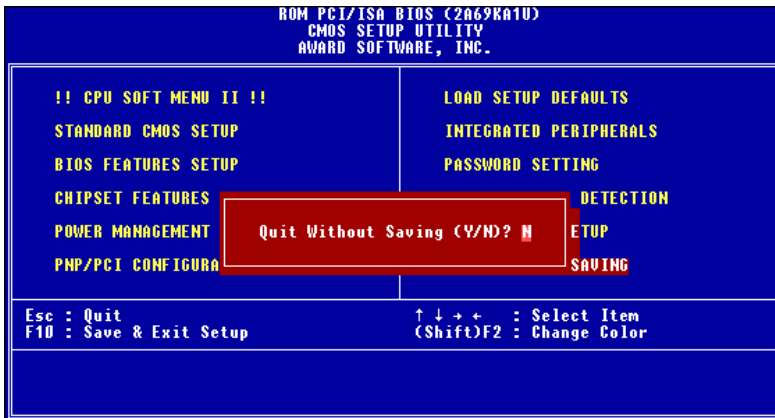 ROM PCI/ISA BIOS (2A69KA1U)
CMOS SETUP UTILITY
AWARD SOFTWARE, INC.
!! CPU SOFT MENU II !!
STANDARD CMOS SETUP
BIOS FEATURES SETUP
CHIPSET FEATURES
POWER MANAGEMENT
PNP/PCI CONFIGURA
LOAD SETUP DEFAULTS
INTEGRATED PERIPHERALS
PASSWORD SETTING
DETECTION
ETUP
SAVING
Quit Without Saving (Y/N)? N
Esc : Quit
F10 : Save & Exit Setup
↑ ↓ → ← : Select Item
(Shift)F2 : Change Color